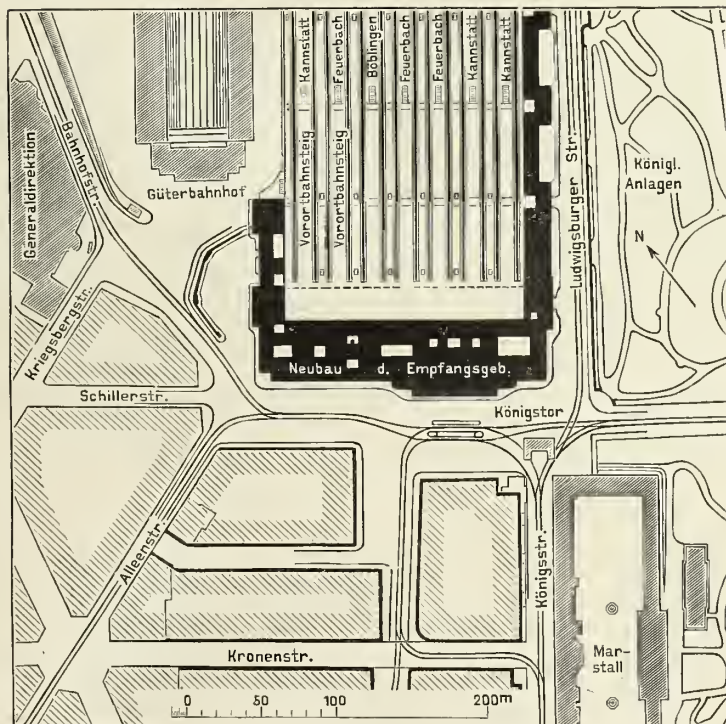 Kannstatt
Feuerbach
Böblingen
Feuerbach
Feuerbach
Kannstatt
Kannstatt
Vorortbahnsteig
Vorortbahnsteig
Bahnhofstr.
Generaldirektion
Güterbahnhof
Ludwigsburger Str.
Königl.
Anlagen
N
Kriegsbergstr.
Neubau d. Empfangsgeb.
Schillerstr.
Königstor
Alleenstr.
Königsstr.
Kronenstr.
Mar-
stall
0 50 100 200m